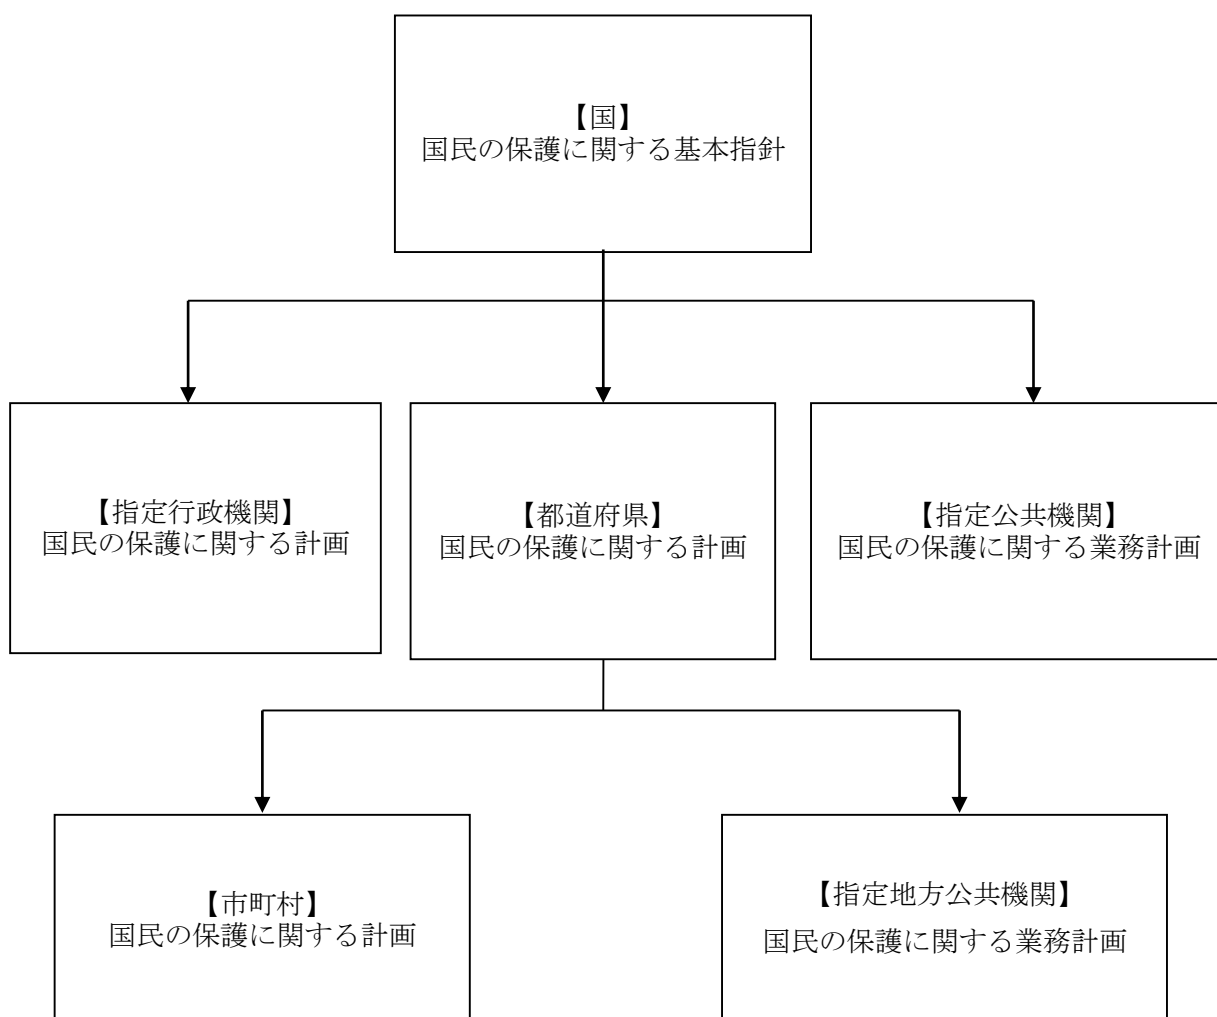 【国】
国民の保護に関する基本指針
【指定行政機関】
国民の保護に関する計画
【都道府県】
国民の保護に関する計画
【指定公共機関】
国民の保護に関する業務計画
【市町村】
国民の保護に関する計画
【指定地方公共機関】
国民の保護に関する業務計画